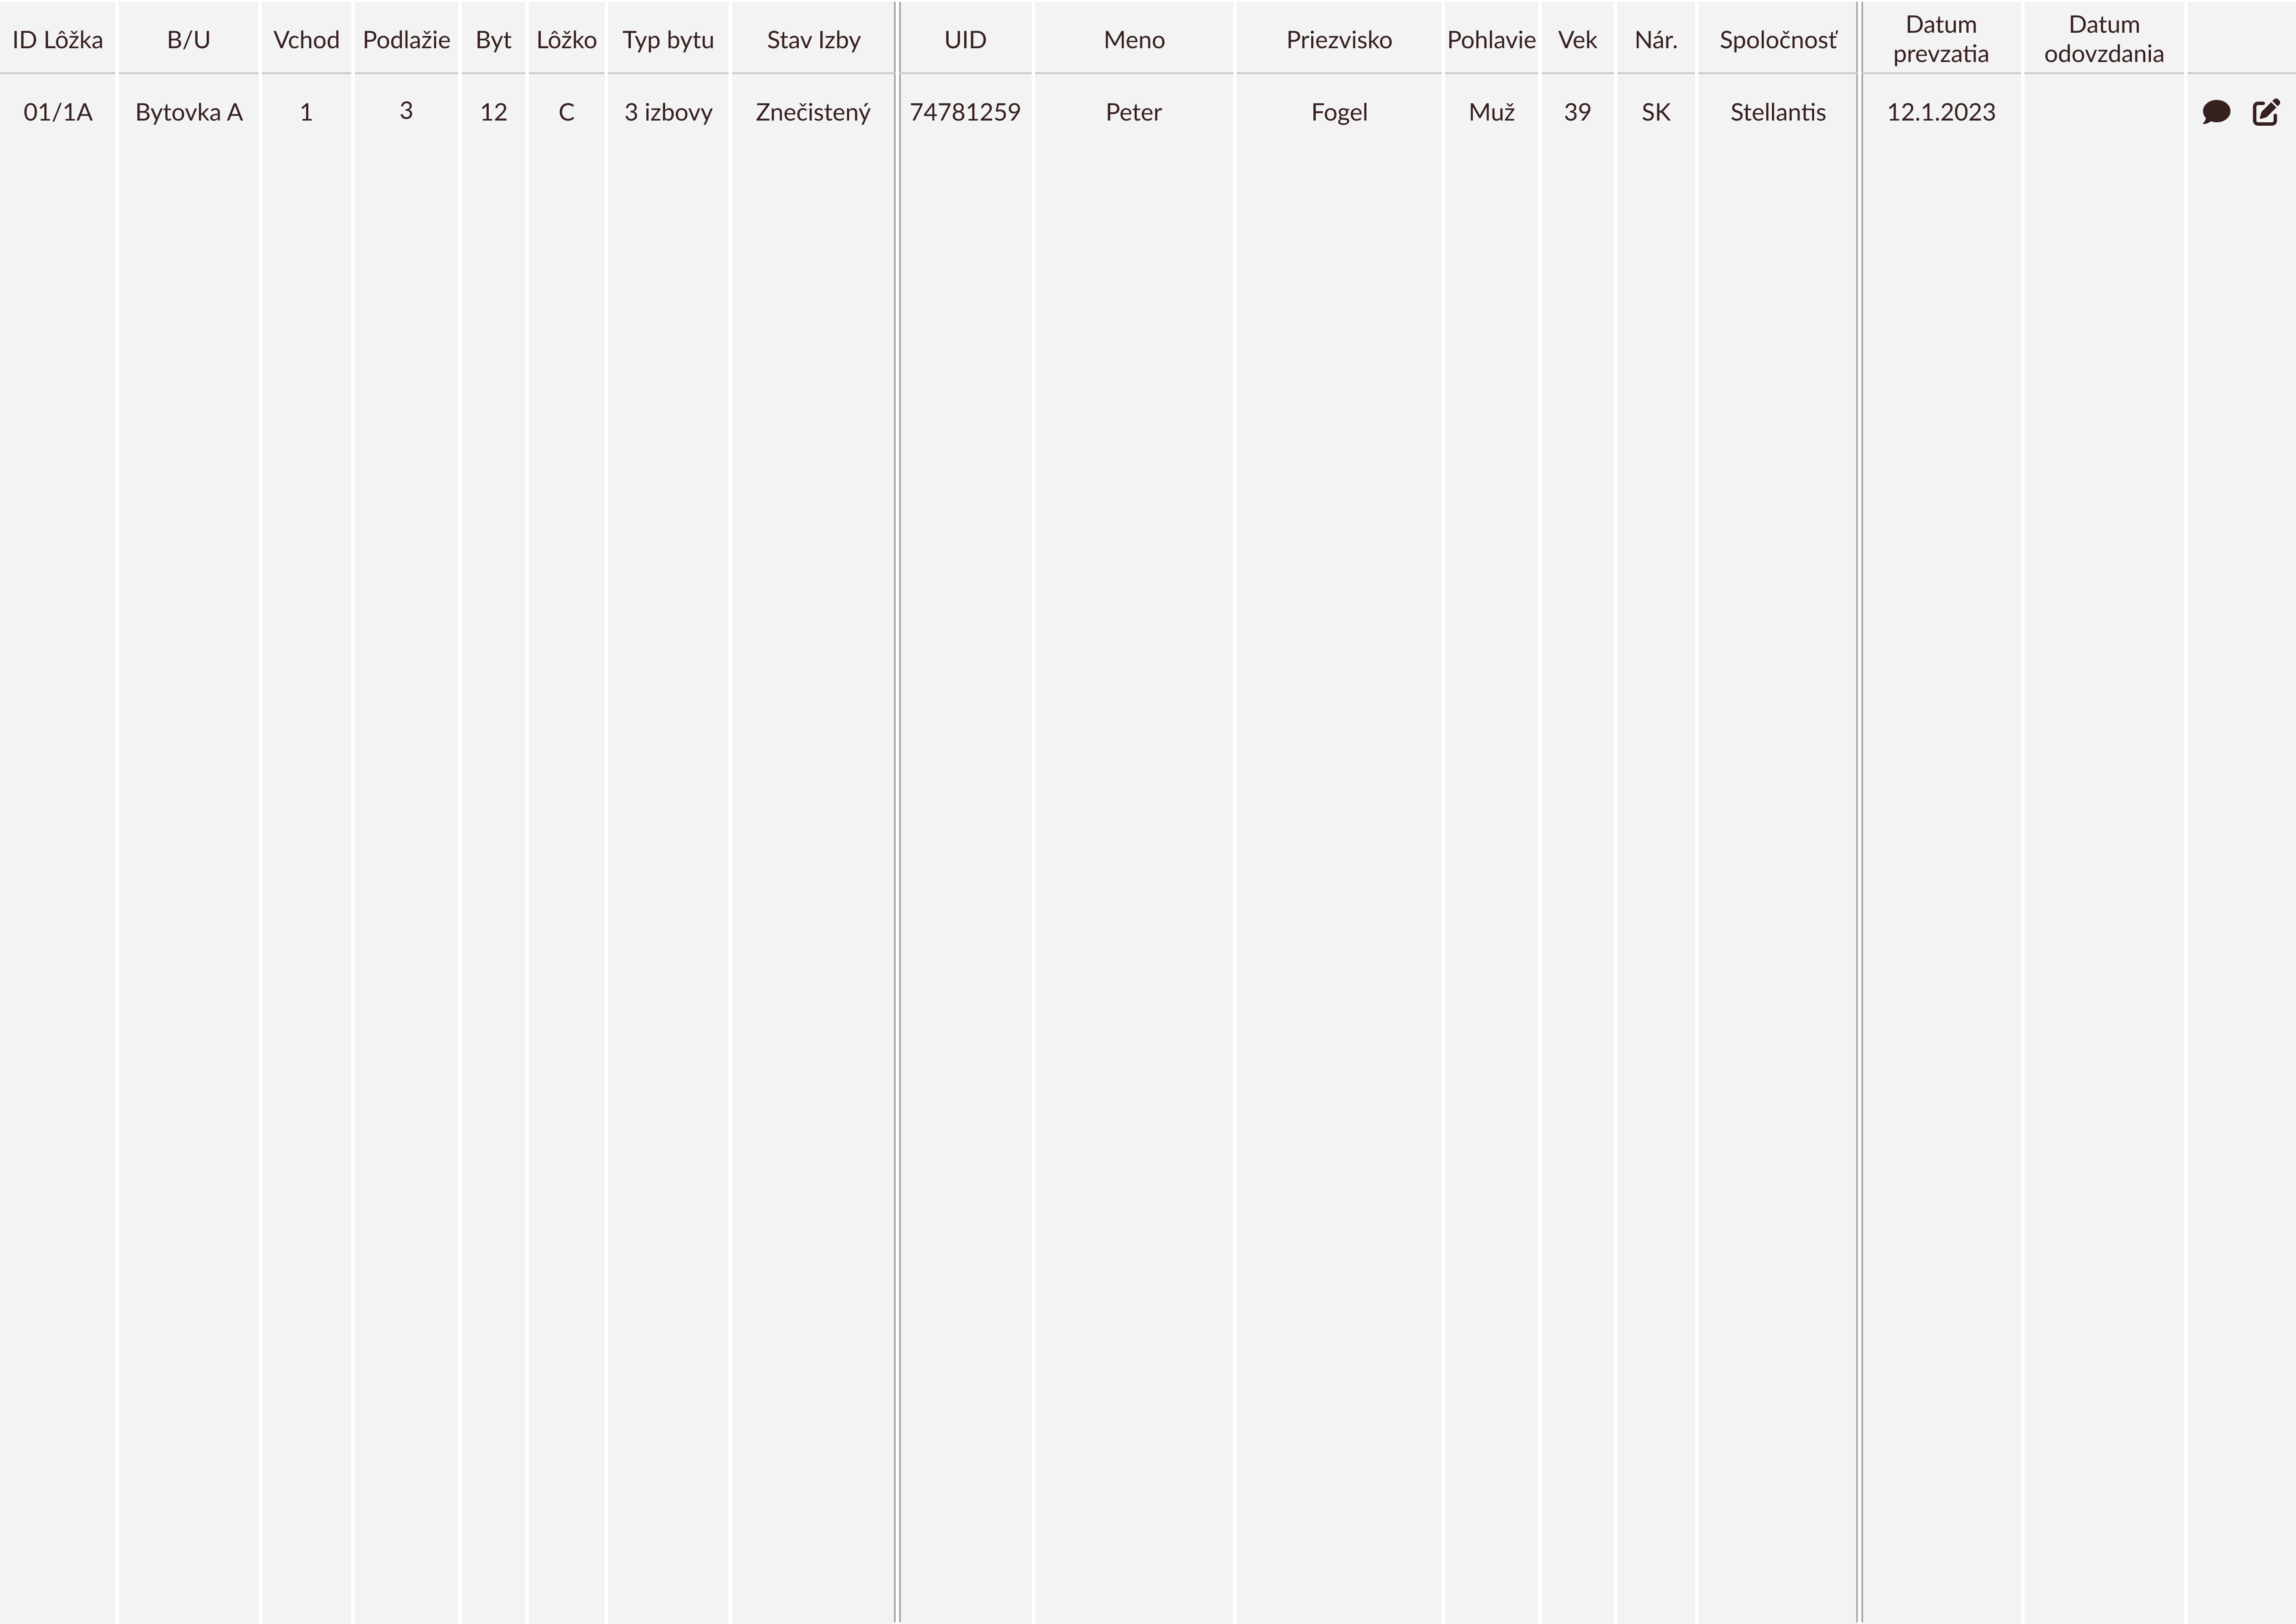 ID Lôžka B/U Vchod Podlažie Byt Lôžko Typ bytu Stav Izby UID Meno Priezvisko Pohlavie Vek Nár. Spoločnosť Datum prevzatia Datum odovzdania
01/1A Bytovka A 1 3 12 C 3 izbovy Znečistený 74781259 Peter Fogel Muž 39 SK Stellantis 12.1.2023